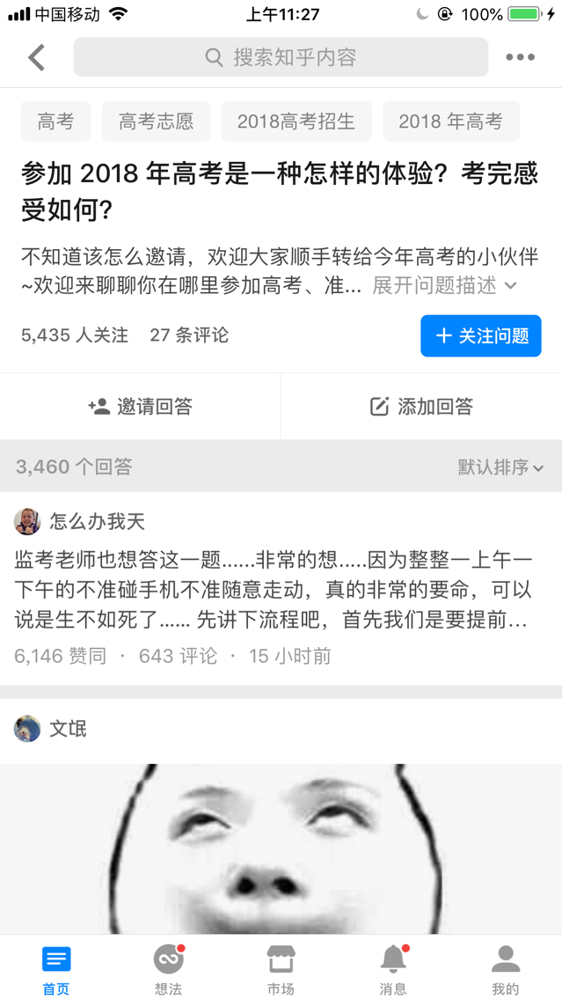 中国移动 上午11:27 100%
搜索知乎内容
高考 高考志愿 2018高考招生 2018 年高考
参加 2018 年高考是一种怎样的体验？考完感
受如何?
不知道该怎么邀请，欢迎大家顺手转给今年高考的小伙伴
~欢迎来聊聊你在哪里参加高考、准... 展开问题描述
5,435 人关注 27 条评论 + 关注问题
邀请回答 添加回答
3,460 个回答 默认排序
怎么办我天
监考老师也想答这一题......非常的想.....因为整整一上午一
下午的不准碰手机不准随意走动，真的非常的要命，可以
说是生不如死了...... 先讲下流程吧，首先我们是要提前...
6,146 赞同 · 643 评论 · 15 小时前
文氓
首页 想法 市场 消息 我的